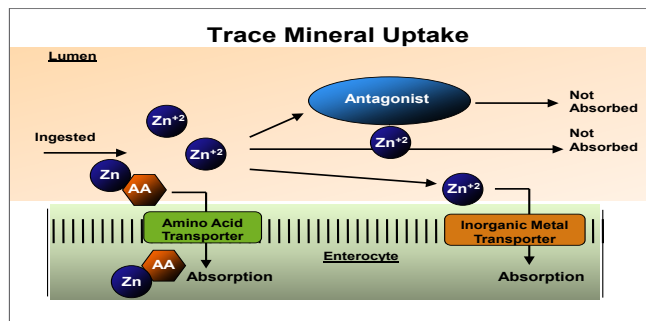 Trace Mineral Uptake
Lumen
Antagonist
Not
Absorbed
Zn+2
Zn+2
Ingested
Zn+2
Not
Absorbed
Zn
AA
Zn+2
Amino Acid
Transporter
Inorganic Metal
Transporter
Enterocyte
AA
Zn
Absorption
Absorption